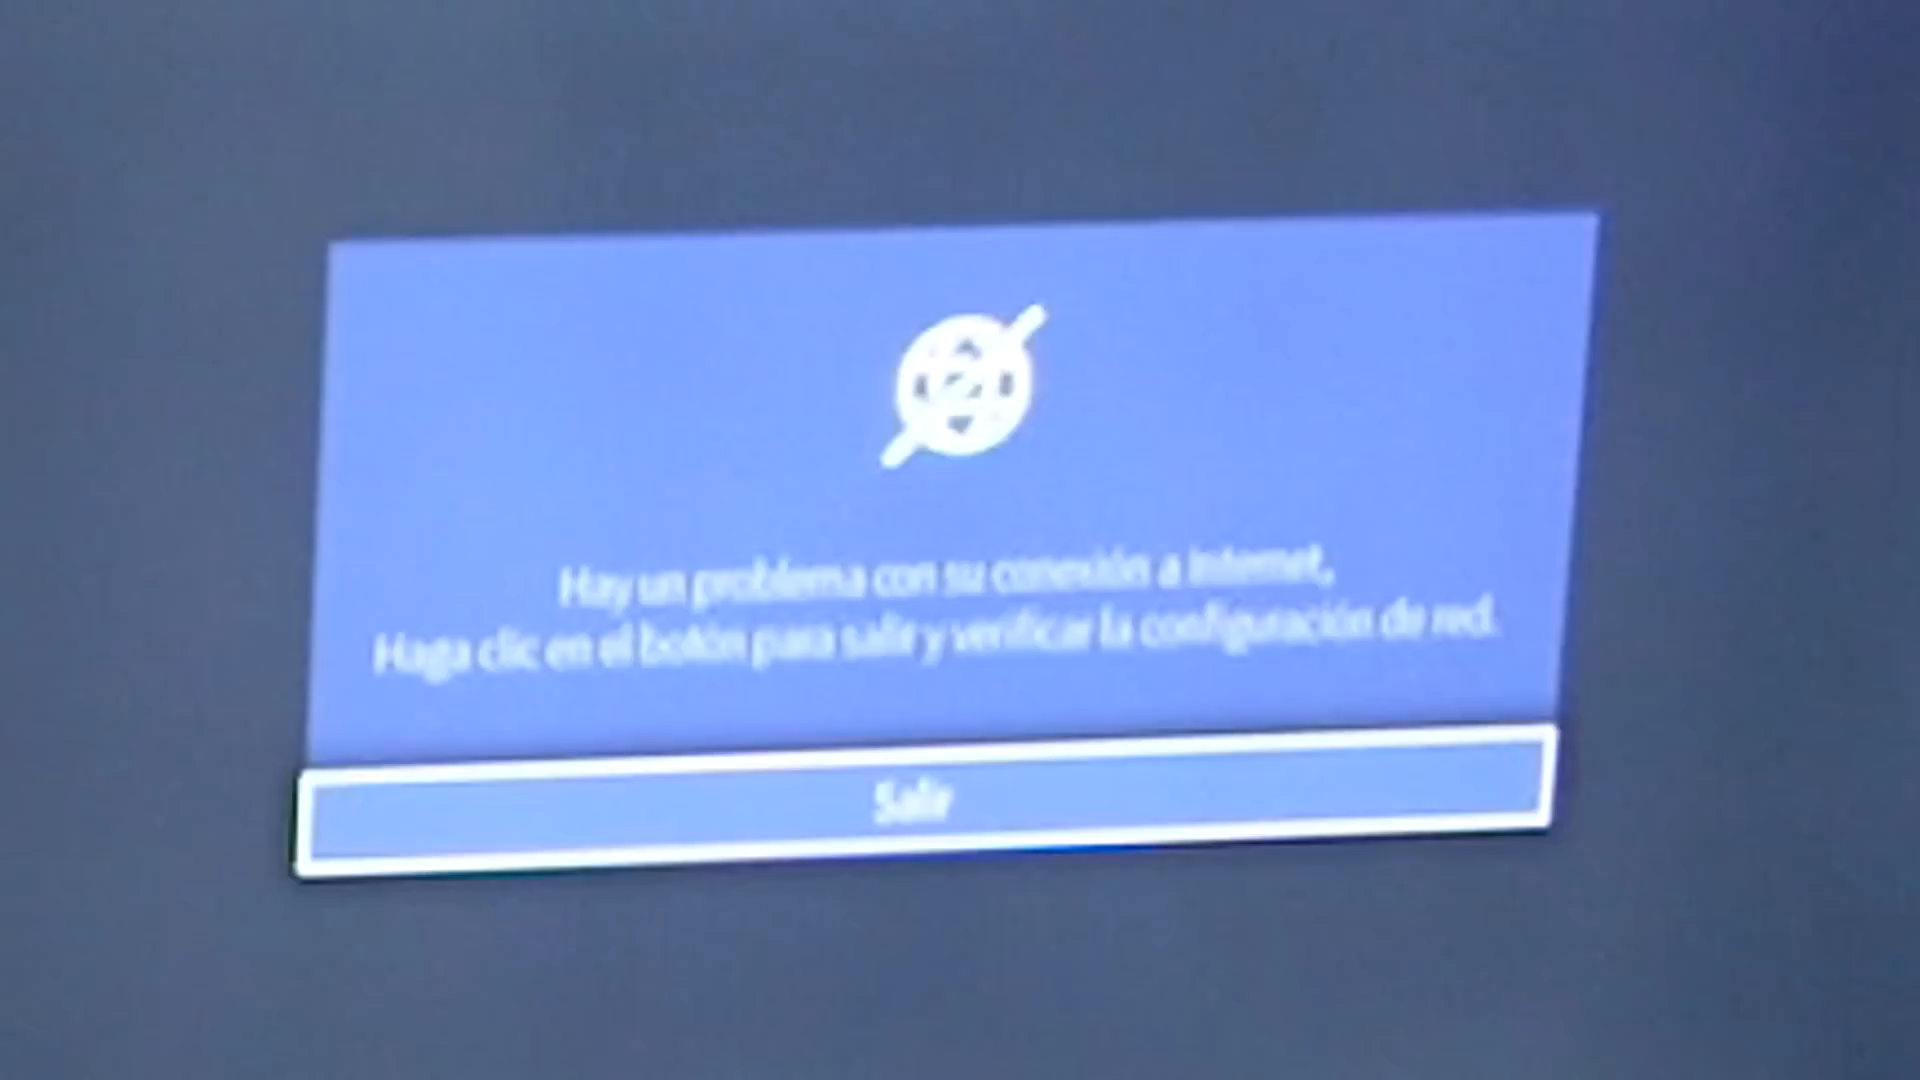 Hay un problema con su conexión a Internet,
Haga clic en el botón para salir y verificar la configuración de red.
Salir